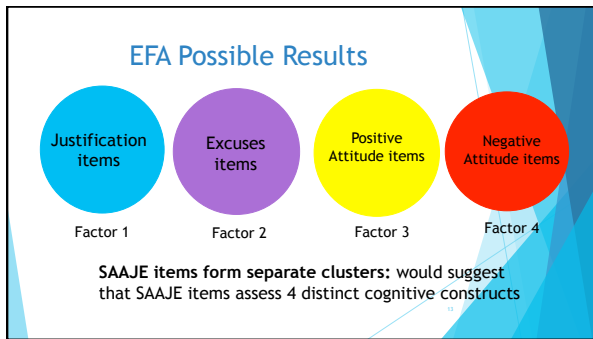 EFA Possible Results
Justification
items
Excuses
items
Positive
Attitude items
Negative
Attitude items
Factor 1
Factor 2
Factor 3
Factor 4
SAAJE items form separate clusters: would suggest
that SAAJE items assess 4 distinct cognitive constructs